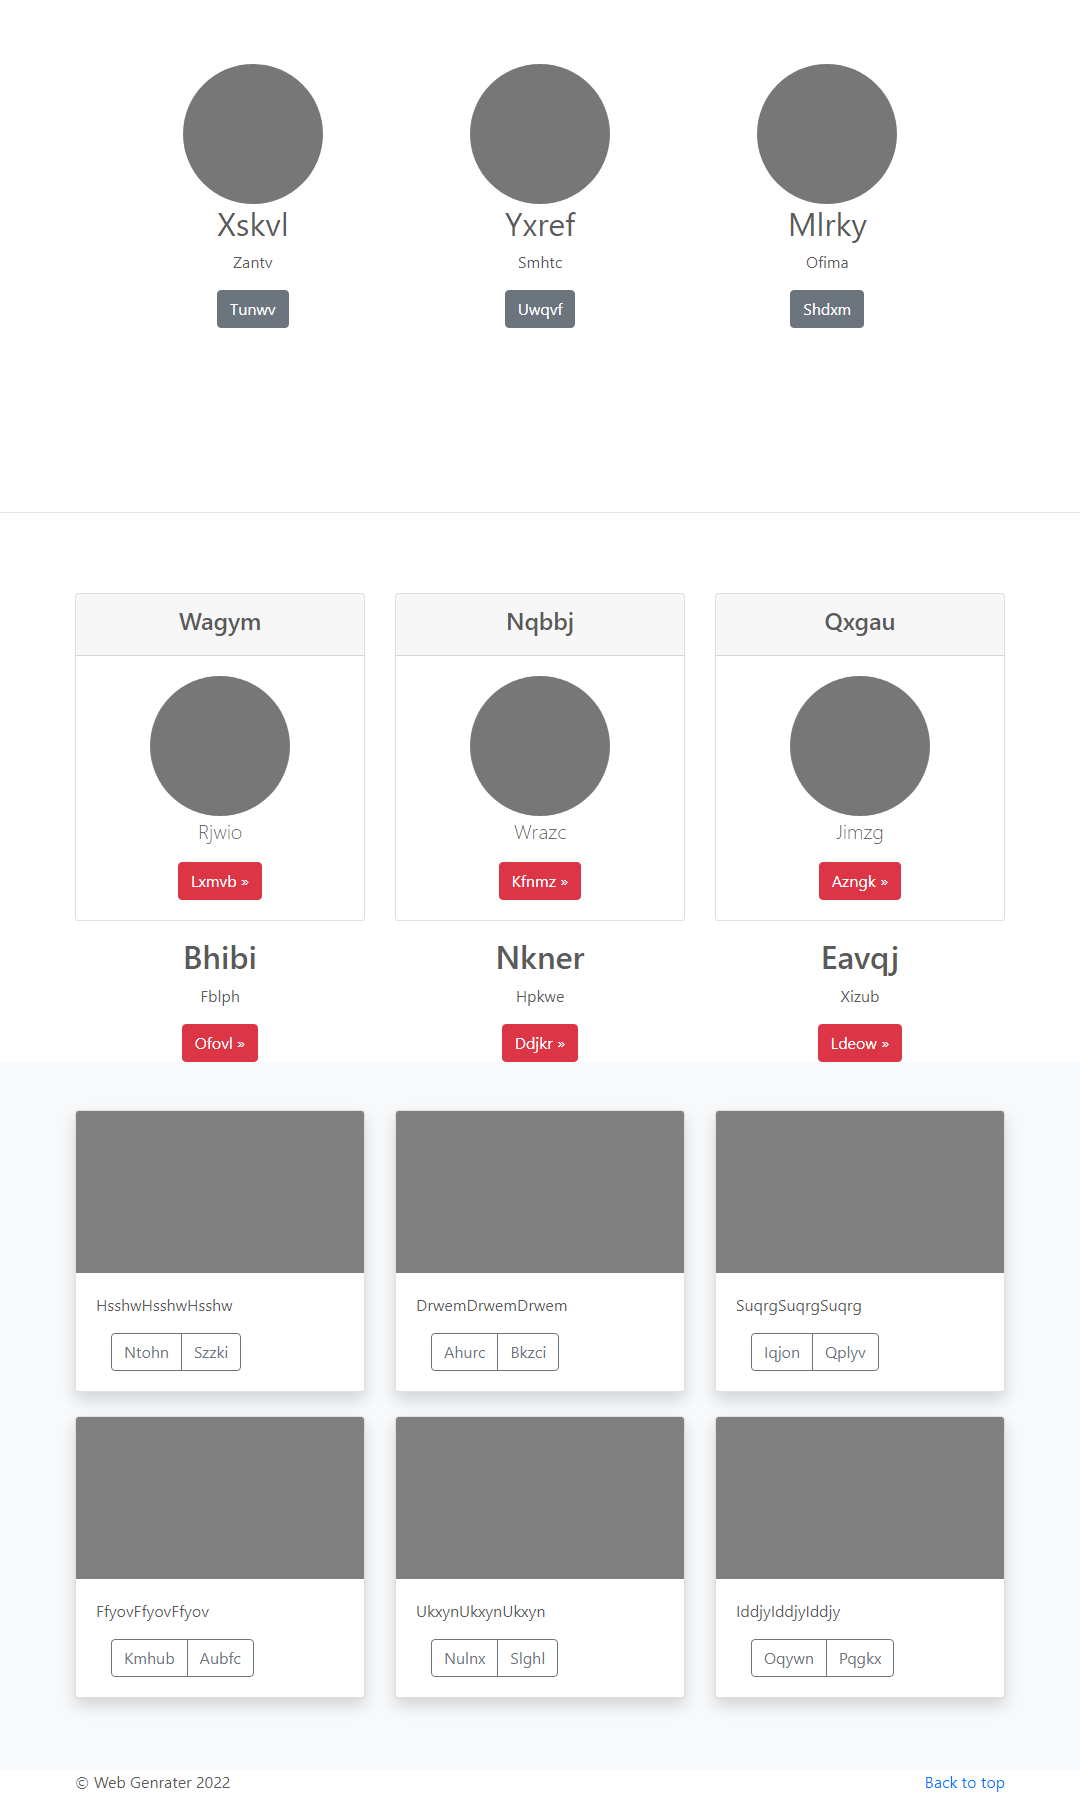 Xskvl
Zantv
Tunwv
Yxref
Smhtc
Uwqvf
Mlrky
Ofima
Shdxm
Wagym
Rjwio
Lxmvb »
Nqbbj
Wrazc
Kfnmz »
Qxgau
Jimzg
Azngk »
Bhibi
Fblph
Ofovl »
Nkner
Hpkwe
Ddjkr »
Eavqj
Xizub
Ldeow »
HsshwHsshwHsshw
Ntohn Szzki
DrwemDrwemDrwem
Ahurc Bkzci
SuqrgSuqrgSuqrg
Iqjon Qplyv
FfyovFfyovFfyov
Kmhub Aubfc
UkxynUkxynUkxyn
Nulnx Slghl
IddjyIddjyIddjy
Oqywn Pqgkx
© Web Genrater 2022
Back to top